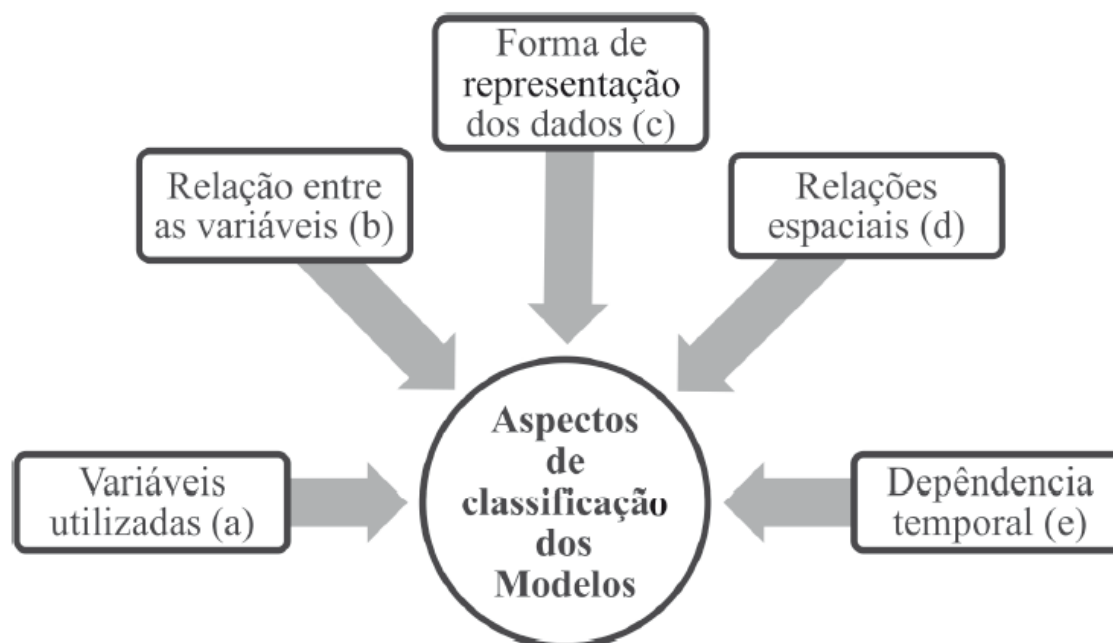 Forma de
representação
dos dados (c)
Relação entre
as variáveis (b)
Relações
espaciais (d)
Variáveis
utilizadas (a)
Aspectos
de
classificação
dos
Modelos
Depêndencia
temporal (e)